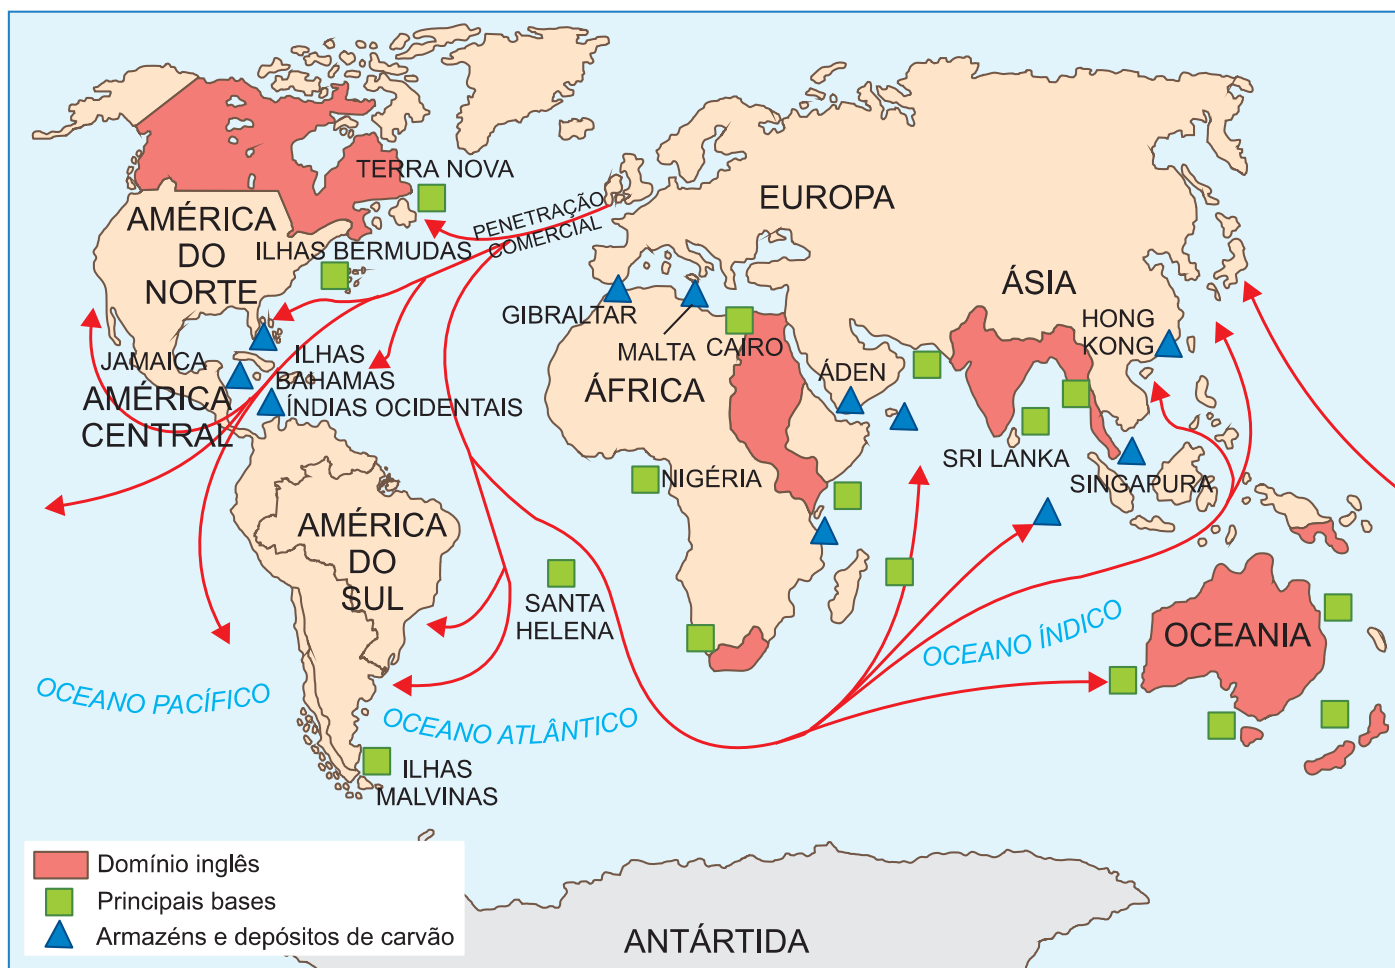 TERRA NOVA
PENETRAÇÃO
COMERCIAL
EUROPA
AMÉRICA
DO
NORTE
ILHAS BERMUDAS
ÁSIA
GIBRALTAR
MALTA
CAIRO
HONG
KONG
JAMAICA
ILHAS
BAHAMAS
ÍNDIAS OCIDENTAIS
AMÉRICA
CENTRAL
ÁFRICA
ÁDEN
SRI LANKA
SINGAPURA
NIGÉRIA
AMÉRICA
DO
SUL
SANTA
HELENA
OCEANIA
OCEANO ÍNDICO
OCEANO PACÍFICO
OCEANO ATLÂNTICO
ILHAS
MALVINAS
Domínio inglês
Principais bases
Armazéns e depósitos de carvão
ANTÁRTIDA